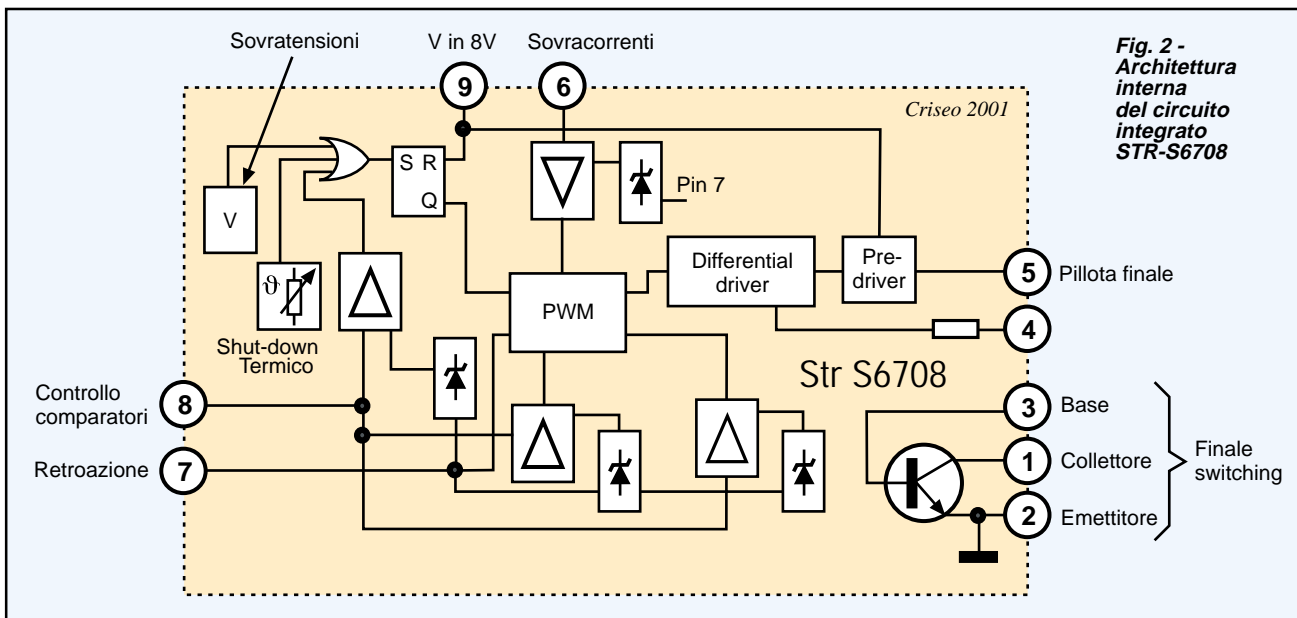 Sovratensioni
V in 8V
Sovracorrenti
Fig. 2 -
Architettura
interna
del circuito
integrato
STR-S6708
9
6
Criseo 2001
S R
Q
Pin 7
V
ϑ
Shut-down
Termico
PWM
Differential
driver
Pre-
driver
5
Pillota finale
4
Str S6708
Controllo
comparatori
8
Retroazione
7
3
Base
1
Collettore
2
Emettitore
Finale
switching